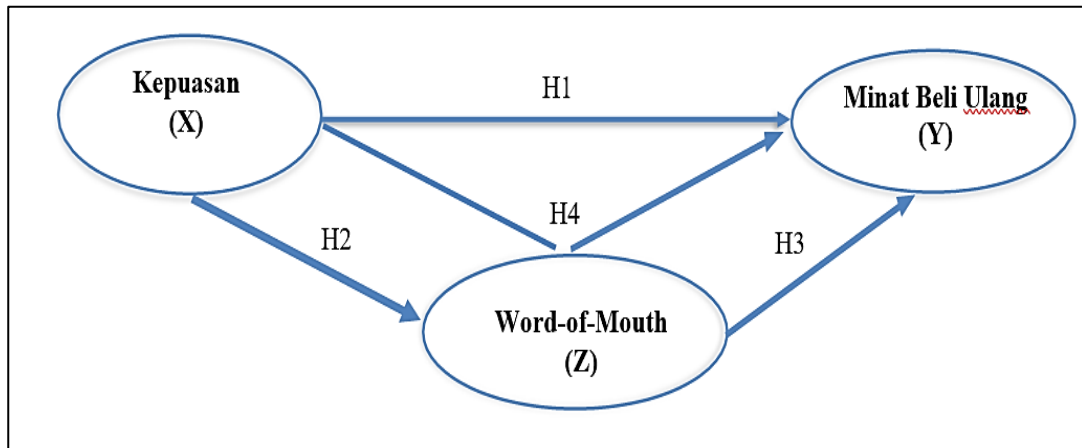 Kepuasan
(X)
H1
Minat Beli Ulang
(Y)
H2
H4
H3
Word-of-Mouth
(Z)